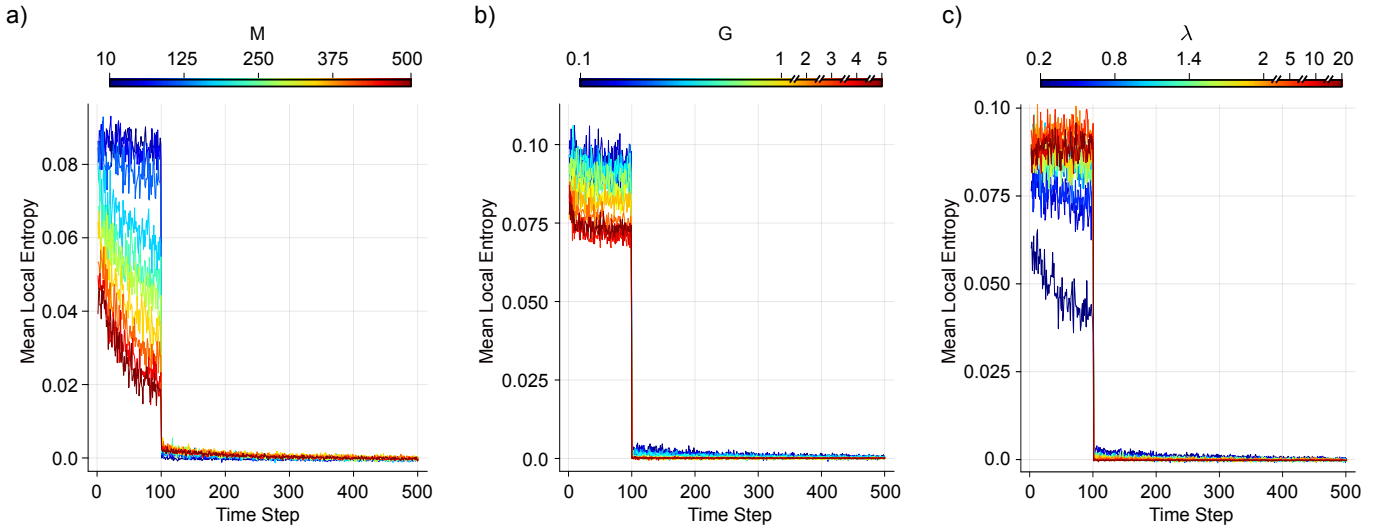 a)
M
10 125 250 375 500
Mean Local Entropy
0.08
0.06
0.04
0.02
0.0
0 100 200 300 400 500
Time Step
b)
G
0.1 1 2 3 4 5
Mean Local Entropy
0.100
0.075
0.050
0.025
0.000
0 100 200 300 400 500
Time Step
c)
λ
0.2 0.8 1.4 2 5 10 20
Mean Local Entropy
0.100
0.075
0.050
0.025
0.000
0 100 200 300 400 500
Time Step